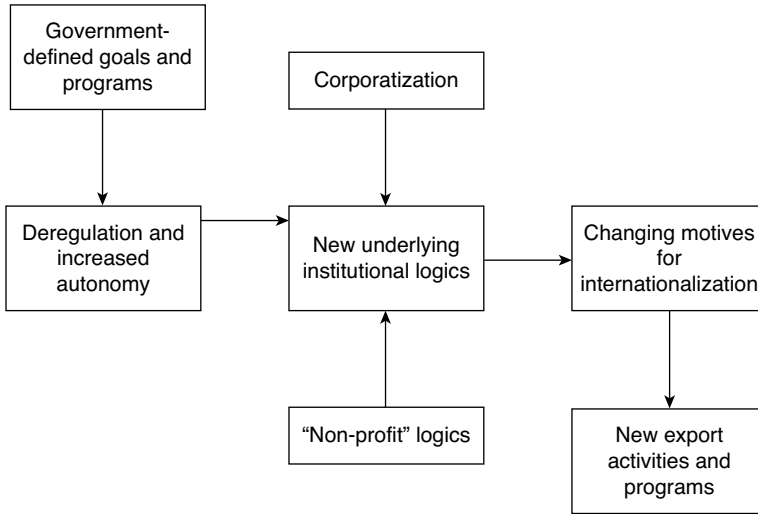 Government-
defined goals and
programs
Corporatization
Deregulation and
increased
autonomy
New underlying
institutional logics
Changing motives
for
internationalization
“Non-profit” logics
New export
activities and
programs